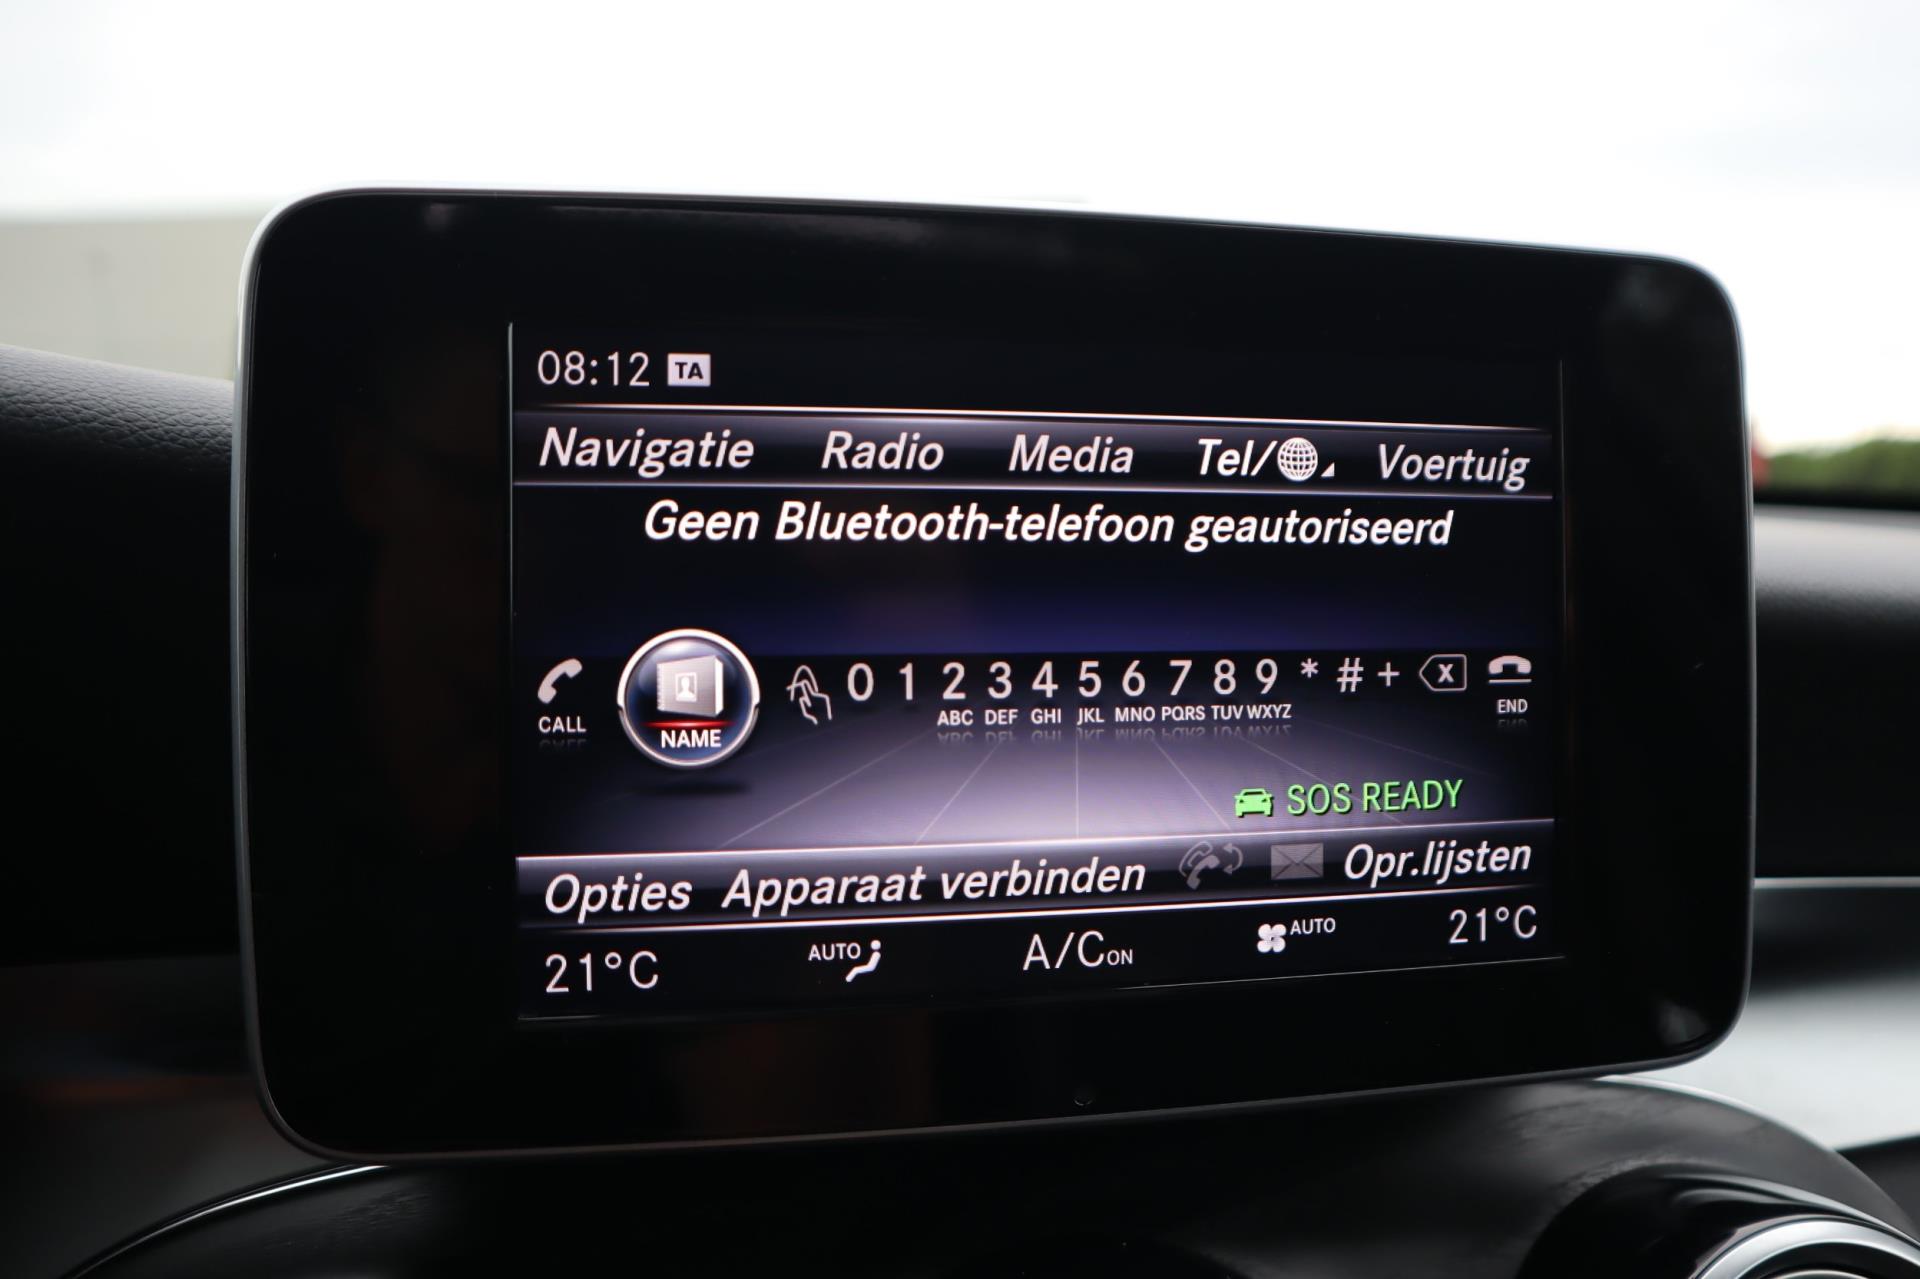 08:12 TA
Navigatie Radio Media Tel/ Voertuig
Geen Bluetooth-telefoon geautoriseerd
0 1 2 3 4 5 6 7 8 9 * # + x
CALL NAME ABC DEF GHI JKL MNO PQRS TUV WXYZ END
SOS READY
Opties Apparaat verbinden Opr.lijsten
21°C AUTO A/C ON AUTO 21°C